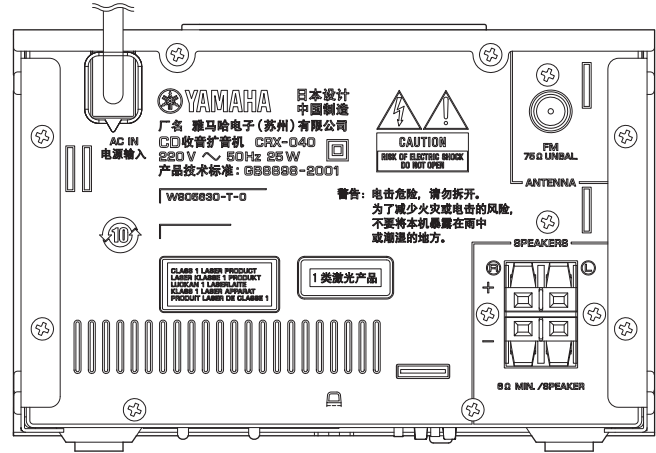 YAMAHA
日本设计
中国制造
厂名 雅马哈电子(苏州)有限公司
CD收音扩音机 CRX-040
220V ～ 50Hz 25W
产品技术标准：GB8898-2001
W805630-T-0
AC IN
电源输入
10
CAUTION
RISK OF ELECTRIC SHOCK
DO NOT OPEN
警告：电击危险，请勿拆开。
为了减少火灾或电击的风险，
不要将本机暴露在雨中
或潮湿的地方。
CLASS 1 LASER PRODUCT
LASER KLASSE 1 PRODUKT
LUOKAN 1 LASERLAITE
KLASS 1 LASER APPARAT
PRODUIT LASER DE CLASSE 1
1类激光产品
FM
75Ω UNBAL.
ANTENNA
SPEAKERS
R
L
+
−
6Ω MIN. /SPEAKER